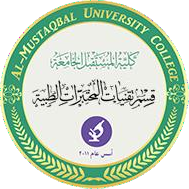 AL-MUSTAQBAL UNIVERSITY COLLEGE
كلية المستقبل الجامعة
قسم تقنيات المختبرات الطبية
أسس عام ٢٠١١